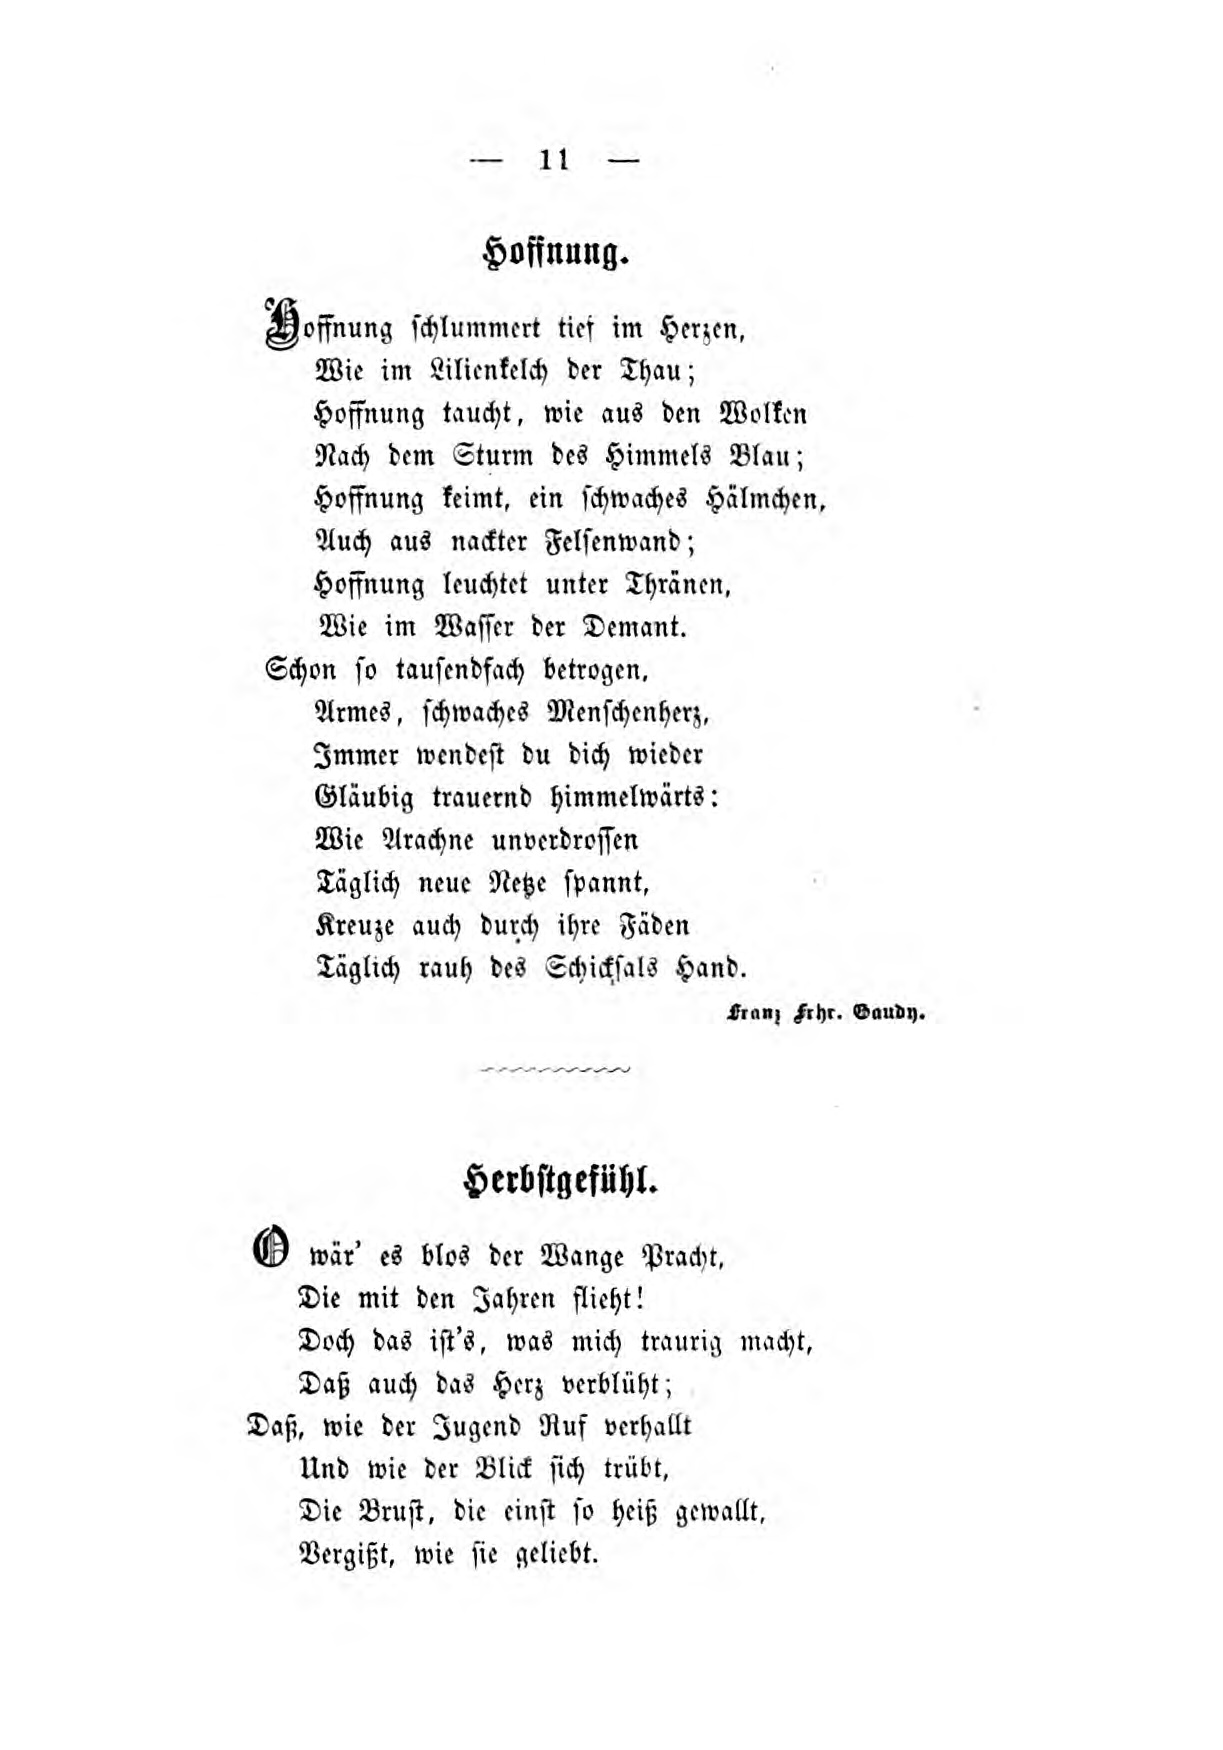 — 11 —
Hoffnung.
Hoffnung schlummert tief im Herzen,
Wie im Lilienkelch der Thau;
Hoffnung taucht, wie aus den Wolken
Nach dem Sturm des Himmels Blau;
Hoffnung keimt, ein schwaches Hälmchen,
Auch aus nackter Felsenwand;
Hoffnung leuchtet unter Thränen,
Wie im Wasser der Demant.
Schon so tausendfach betrogen,
Armes, schwaches Menschenherz,
Immer wendest du dich wieder
Gläubig trauernd himmelwärts:
Wie Arachne unverdrossen
Täglich neue Netze spannt,
Kreuze auch durch ihre Fäden
Täglich rauh des Schicksals Hand.
Franz Frhr. Gaudy.
Herbstgefühl.
O wär' es blos der Wange Pracht,
Die mit den Jahren flieht!
Doch das ist's, was mich traurig macht,
Daß auch das Herz verblüht;
Daß, wie der Jugend Ruf verhallt
Und wie der Blick sich trübt,
Die Brust, die einst so heiß gewallt,
Vergißt, wie sie geliebt.